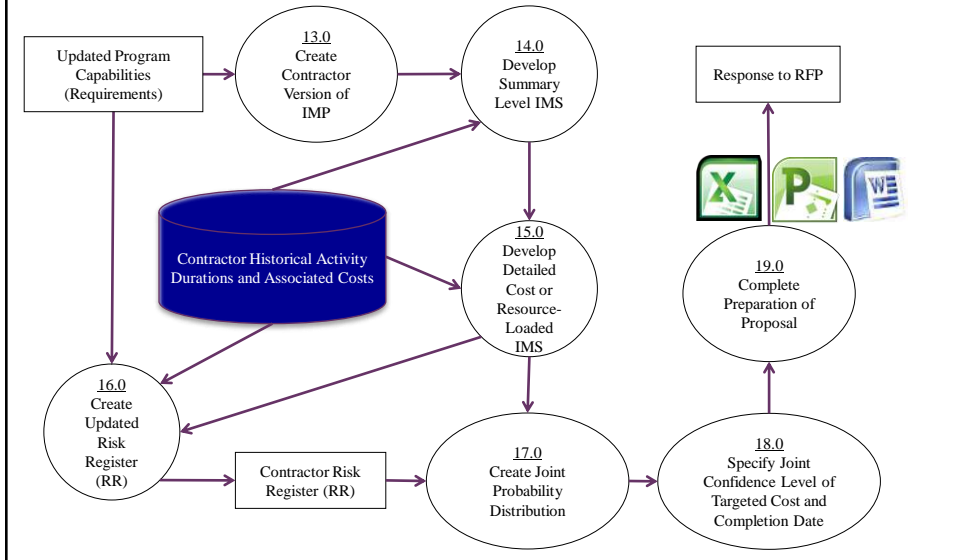 Updated Program
Capabilities
(Requirements)
13.0
Create
Contractor
Version of
IMP
14.0
Develop
Summary
Level IMS
Response to RFP
X
P
W
Contractor Historical Activity
Durations and Associated Costs
15.0
Develop
Detailed
Cost or
Resource-
Loaded
IMS
19.0
Complete
Preparation of
Proposal
16.0
Create
Updated
Risk
Register
(RR)
Contractor Risk
Register (RR)
17.0
Create Joint
Probability
Distribution
18.0
Specify Joint
Confidence Level of
Targeted Cost and
Completion Date